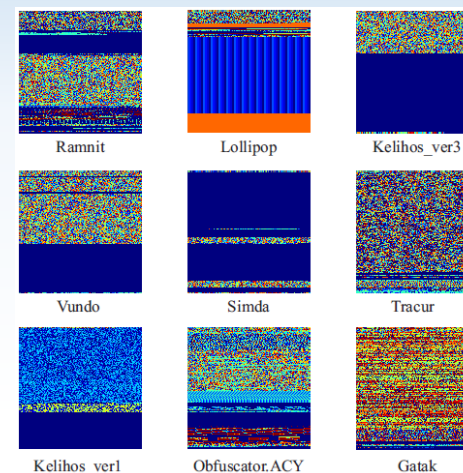 Ramnit
Lollipop
Kelihos_ver3
Vundo
Simda
Tracur
Kelihos_ver1
Obfuscator.ACY
Gatak